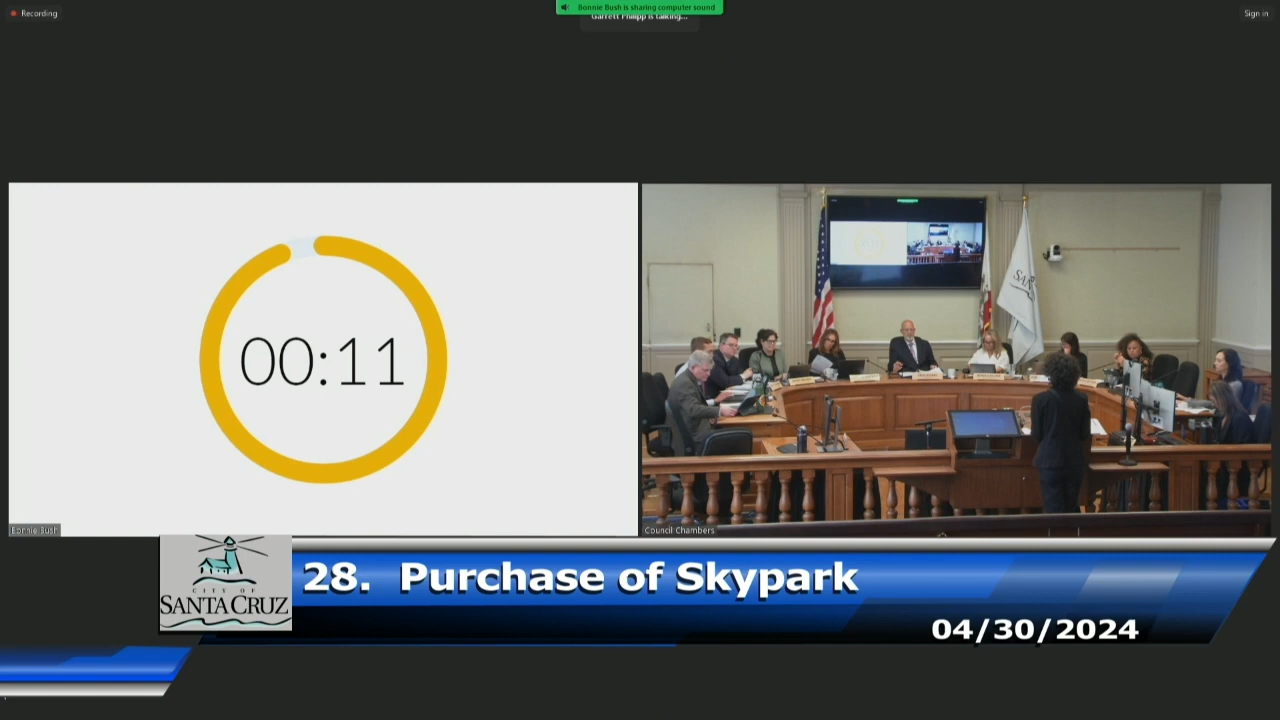 Recording
Bonnie Bush is sharing computer sound
Garrett Philipp is talking...
Sign in
00:11
Bonnie Bush
Council Chambers
CITY OF
SANTA CRUZ
28. Purchase of Skypark
04/30/2024